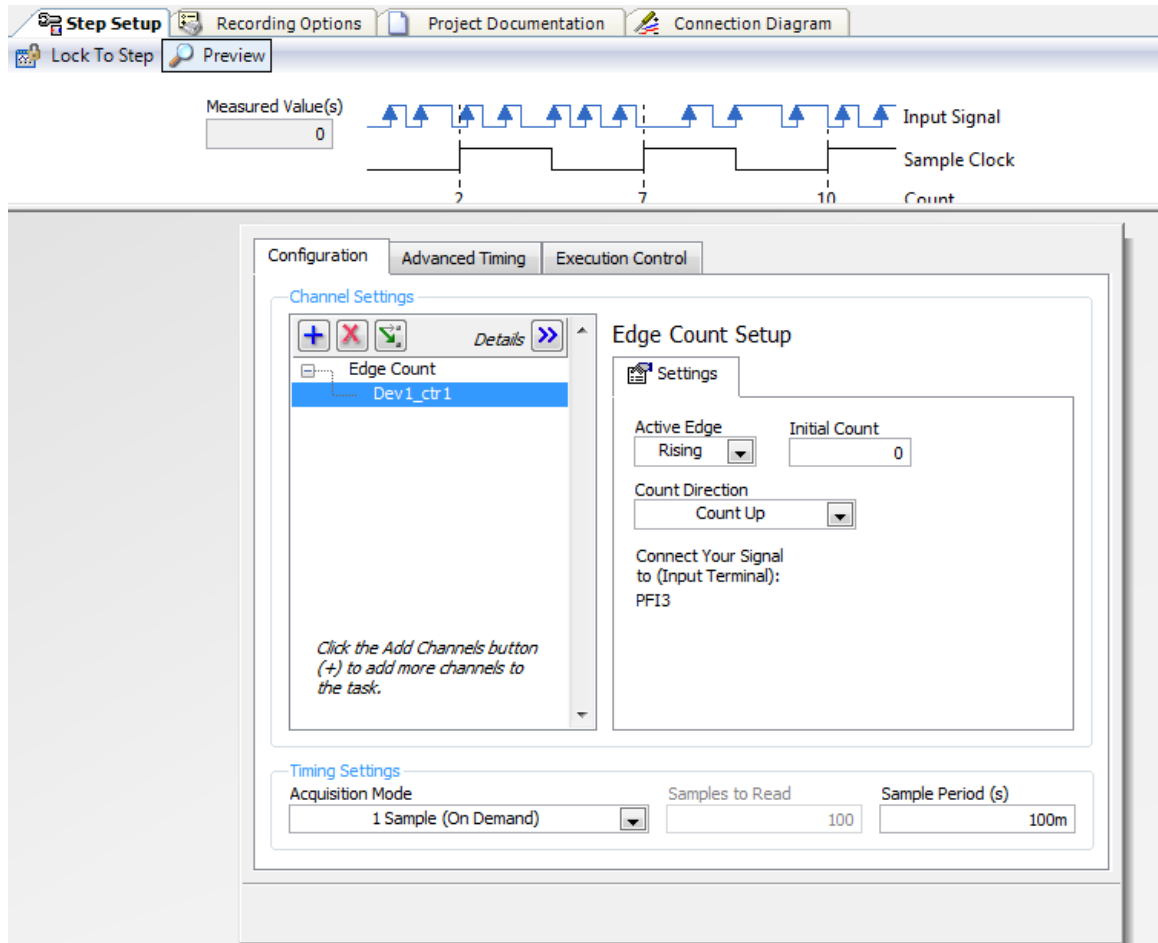 Step Setup Recording Options Project Documentation Connection Diagram
Lock To Step Preview
Measured Value(s)
0
Input Signal
Sample Clock
2 7 10 Count
Configuration Advanced Timing Execution Control
Channel Settings
Details
Edge Count
Dev1_ctr1
Click the Add Channels button
(+) to add more channels to
the task.
Edge Count Setup
Settings
Active Edge Initial Count
Rising 0
Count Direction
Count Up
Connect Your Signal
to (Input Terminal):
PFI3
Timing Settings
Acquisition Mode Samples to Read Sample Period (s)
1 Sample (On Demand) 100 100m